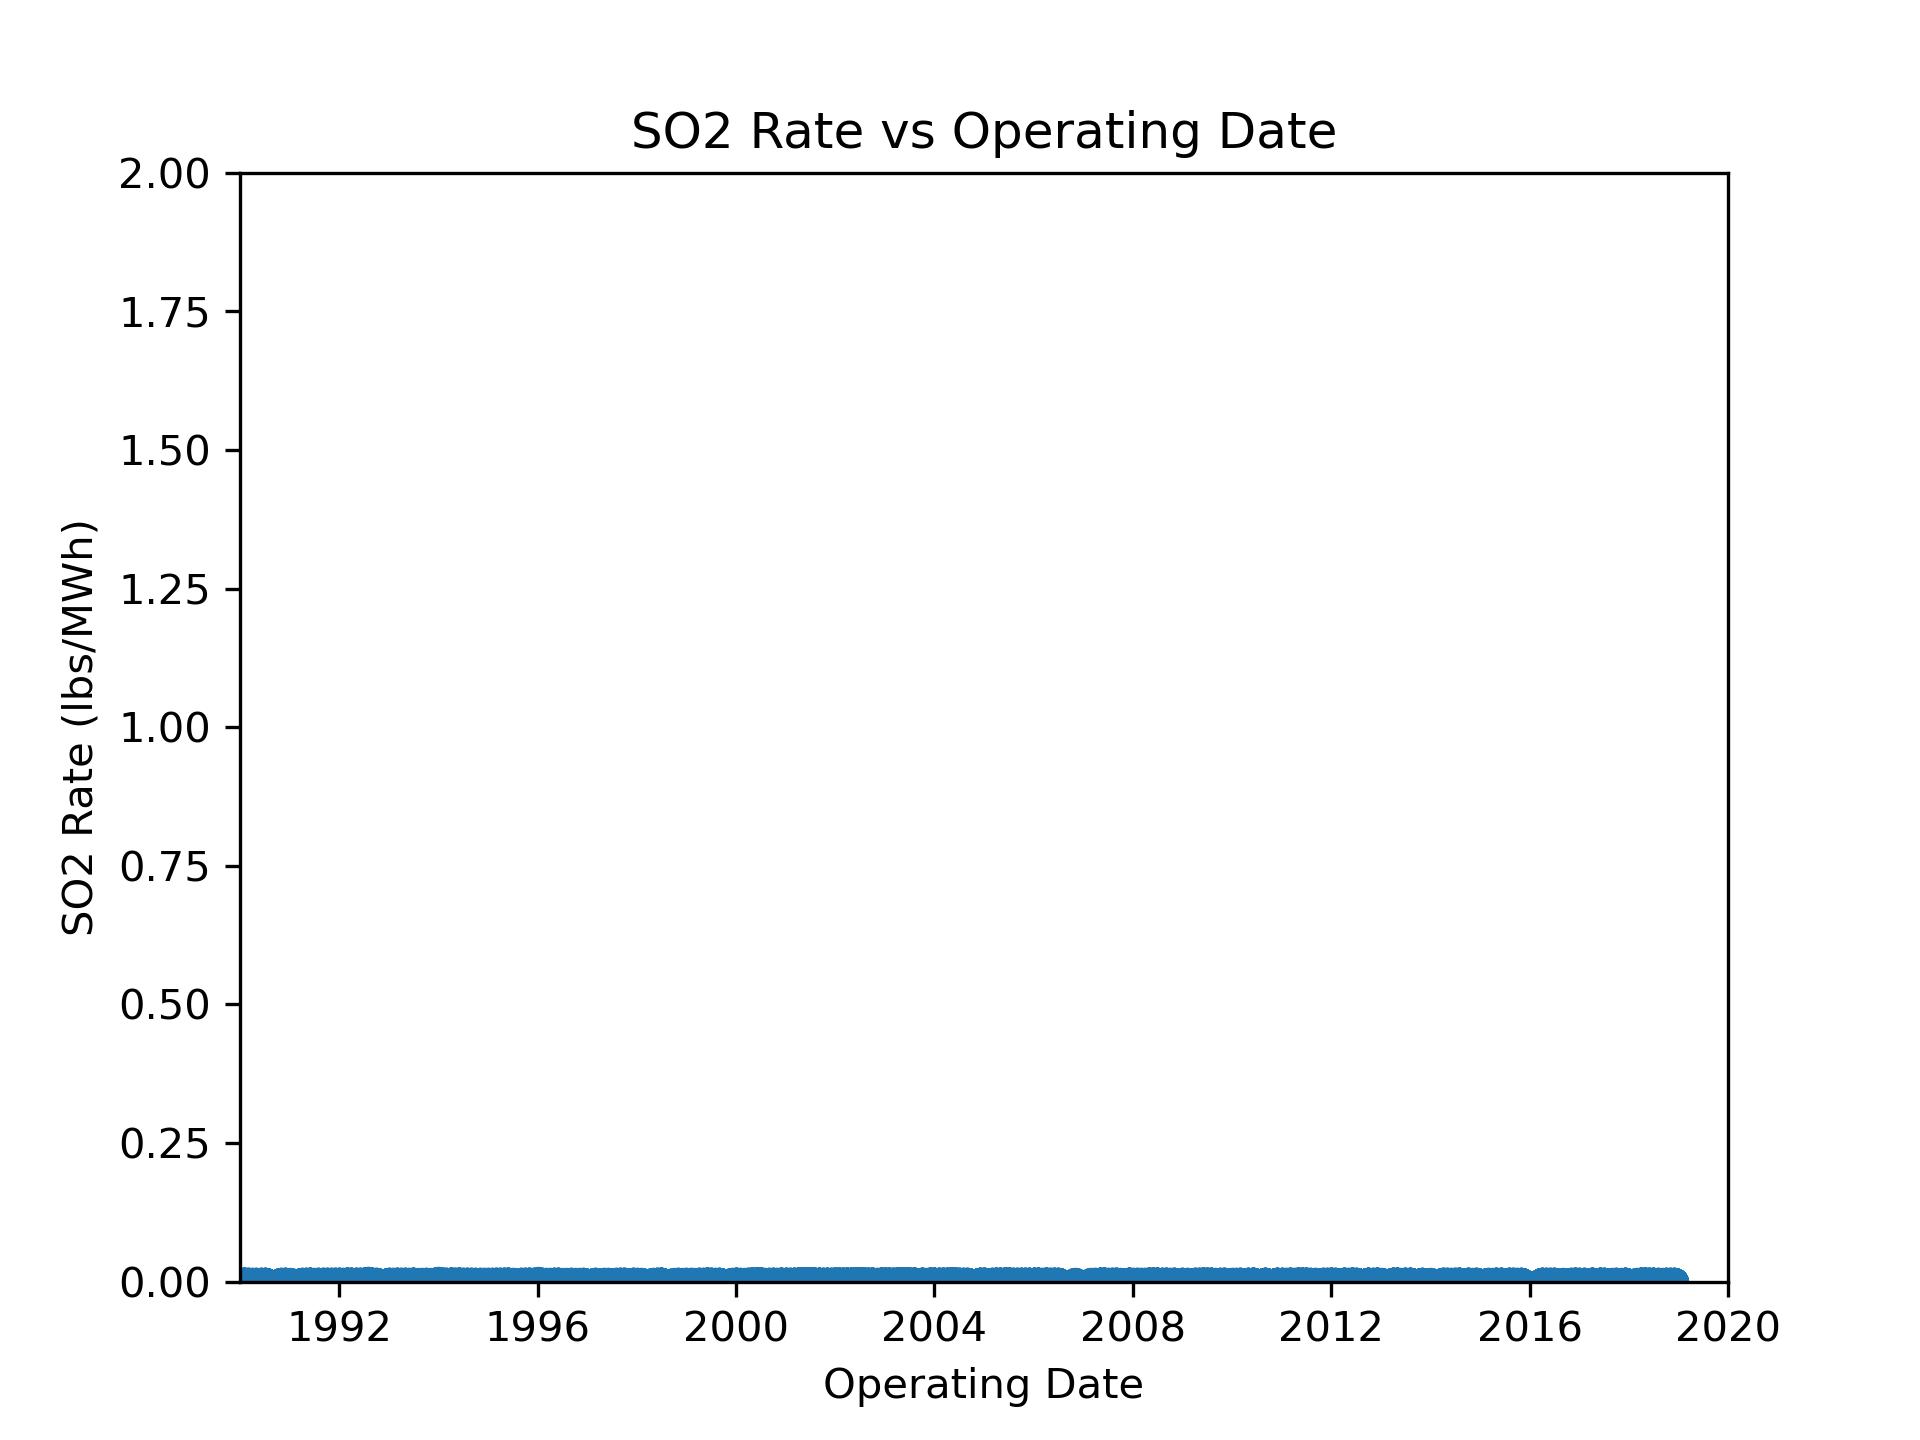 SO2 Rate vs Operating Date
2.00
1.75
1.50
1.25
1.00
0.75
0.50
0.25
0.00
SO2 Rate (lbs/MWh)
1992 1996 2000 2004 2008 2012 2016 2020
Operating Date